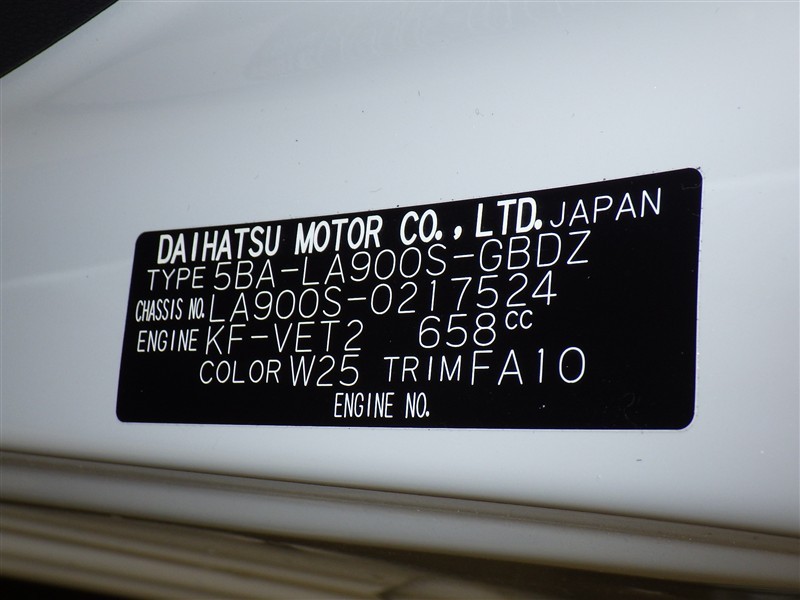 DAIHATSU MOTOR CO., LTD. JAPAN
TYPE 5BA-LA900S-GBDZ
CHASSIS NO. LA900S-0217524
ENGINE KF-VET2 658CC
COLOR W25 TRIM FA10
ENGINE NO.